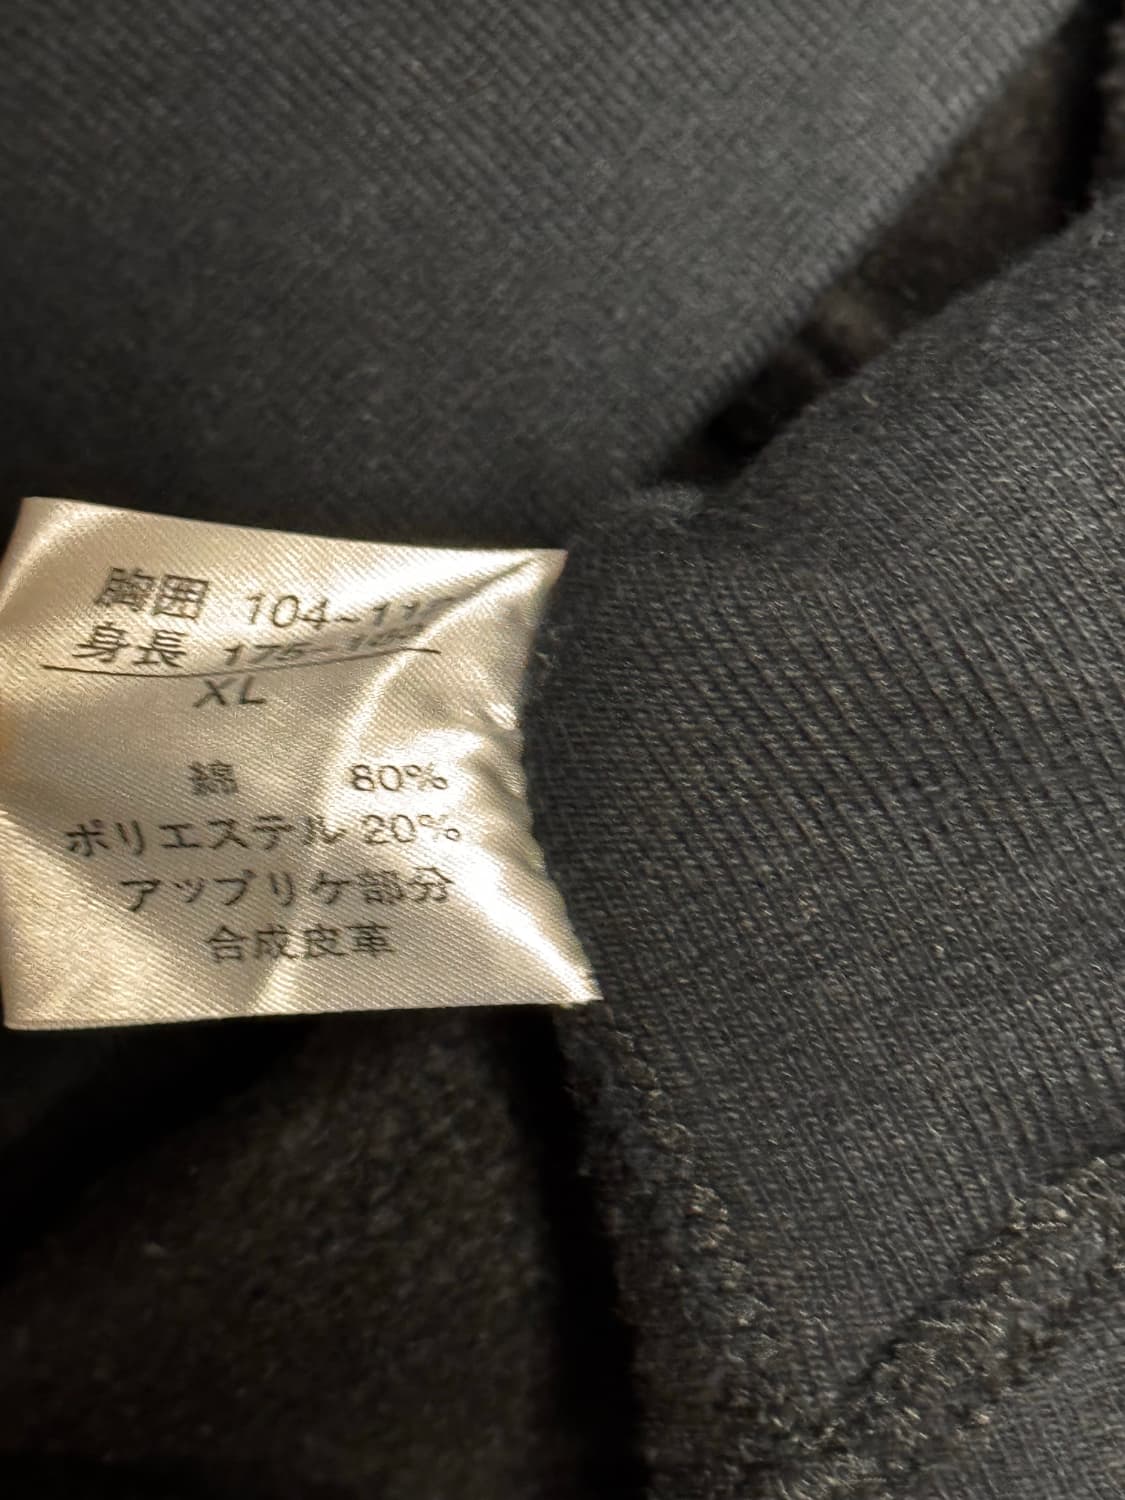 胸囲 104~11
身長 175-
XL
綿 80%
ポリエステル 20%
アップリケ部分
合成皮革